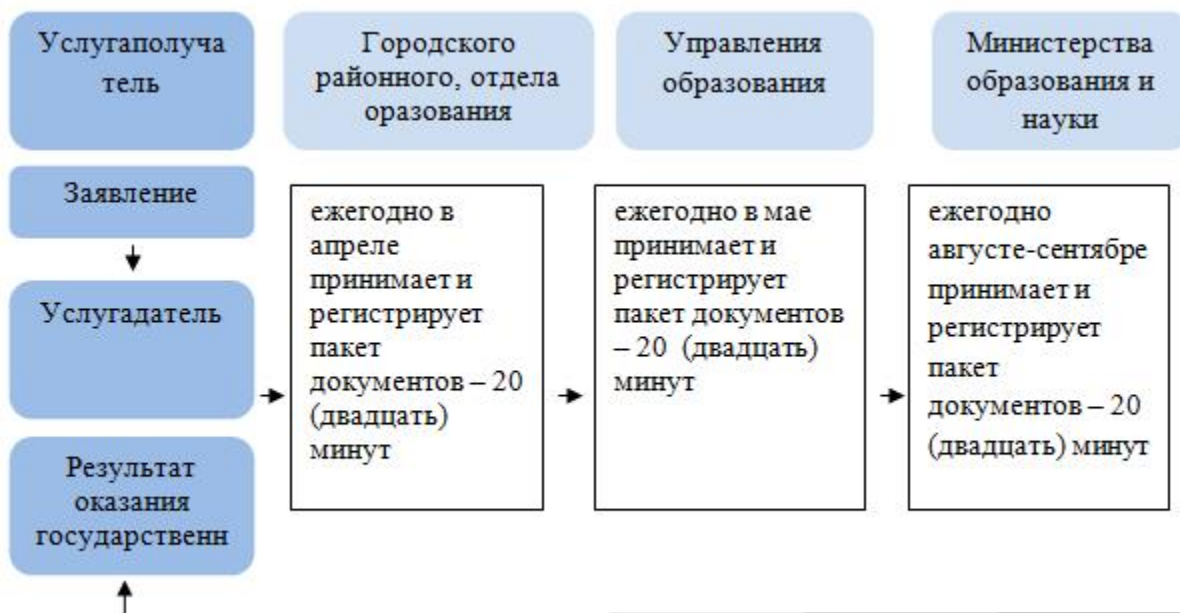 Услугаполуча
тель
Городского
районного, отдела
оразования
Управления
образования
Министерства
образования и
науки
Заявление
Услугадатель
Результат
оказания
государственн
ежегодно в
апреле
принимает и
регистрирует
пакет
документов – 20
(двадцать)
минут
ежегодно в мае
принимает и
регистрирует
пакет документов
– 20 (двадцать)
минут
ежегодно
августе-сентябре
принимает и
регистрирует
пакет
документов – 20
(двадцать) минут